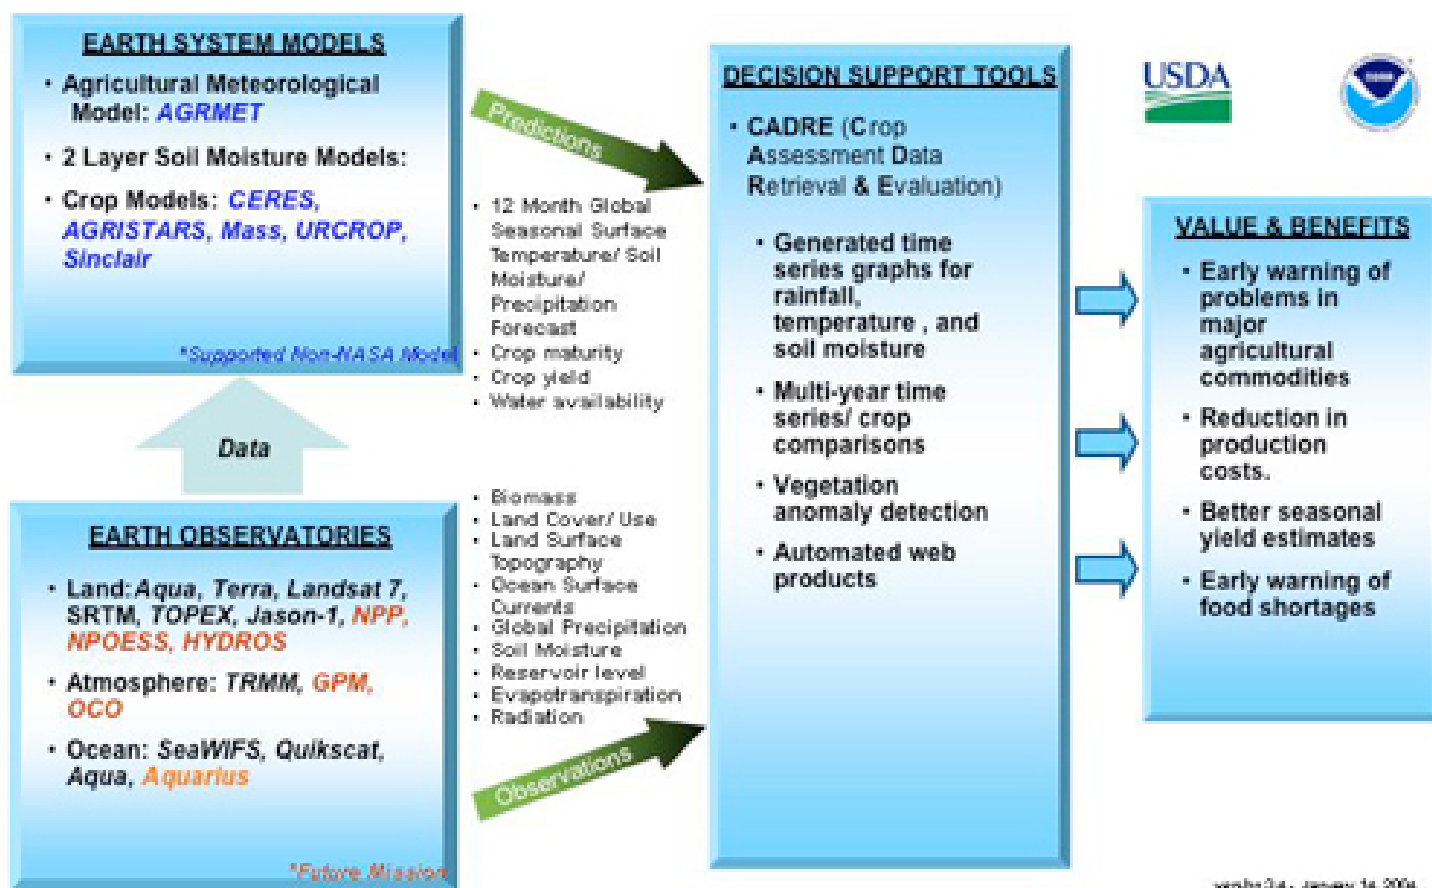 EARTH SYSTEM MODELS
• Agricultural Meteorological
Model: AGRMET
• 2 Layer Soil Moisture Models:
• Crop Models: CERES,
AGRISTARS, Mass, URCROP,
Sinclair
*Supported Non-NASA Model
Data
EARTH OBSERVATORIES
• Land: Aqua, Terra, Landsat 7,
SRTM, TOPEX, Jason-1, NPP,
NPOESS, HYDROS
• Atmosphere: TRMM, GPM,
OCO
• Ocean: SeaWIFS, Quikscat,
Aqua, Aquarius
*Future Mission
Predictions
• 12 Month Global
Seasonal Surface
Temperature/ Soil
Moisture/
Precipitation
Forecast
• Crop maturity
• Crop yield
• Water availability
• Biomass
• Land Cover/ Use
• Land Surface
Topography
• Ocean Surface
Currents
• Global Precipitation
• Soil Moisture
• Reservoir level
• Evapotranspiration
• Radiation
Observations
DECISION SUPPORT TOOLS
• CADRE (Crop
Assessment Data
Retrieval & Evaluation)
• Generated time
series graphs for
rainfall,
temperature , and
soil moisture
• Multi-year time
series/ crop
comparisons
• Vegetation
anomaly detection
• Automated web
products
USDA
VALUE & BENEFITS
• Early warning of
problems in
major
agricultural
commodities
• Reduction in
production
costs.
• Better seasonal
yield estimates
• Early warning of
food shortages